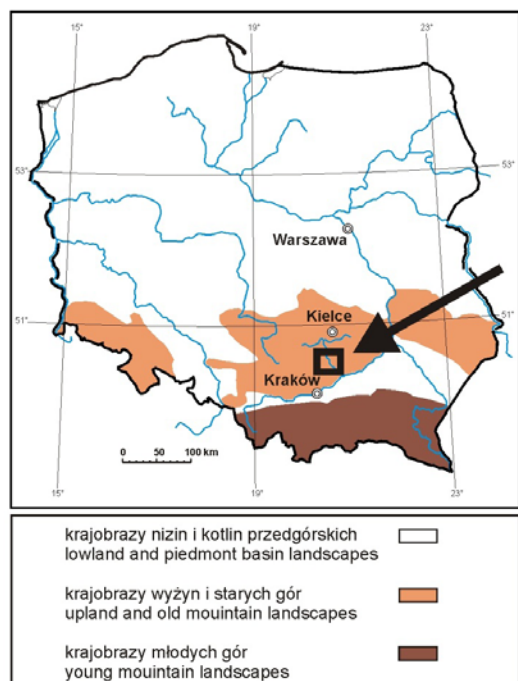 15°
19°
23°
53°
53°
Warszawa
51°
51°
Kielce
Kraków
0 50 100 km
15°
19°
23°
krajobrazy nizin i kotlin przedgórskich
lowland and piedmont basin landscapes
krajobrazy wyżyn i starych gór
upland and old mouintain landscapes
krajobrazy młodych gór
young mouintain landscapes